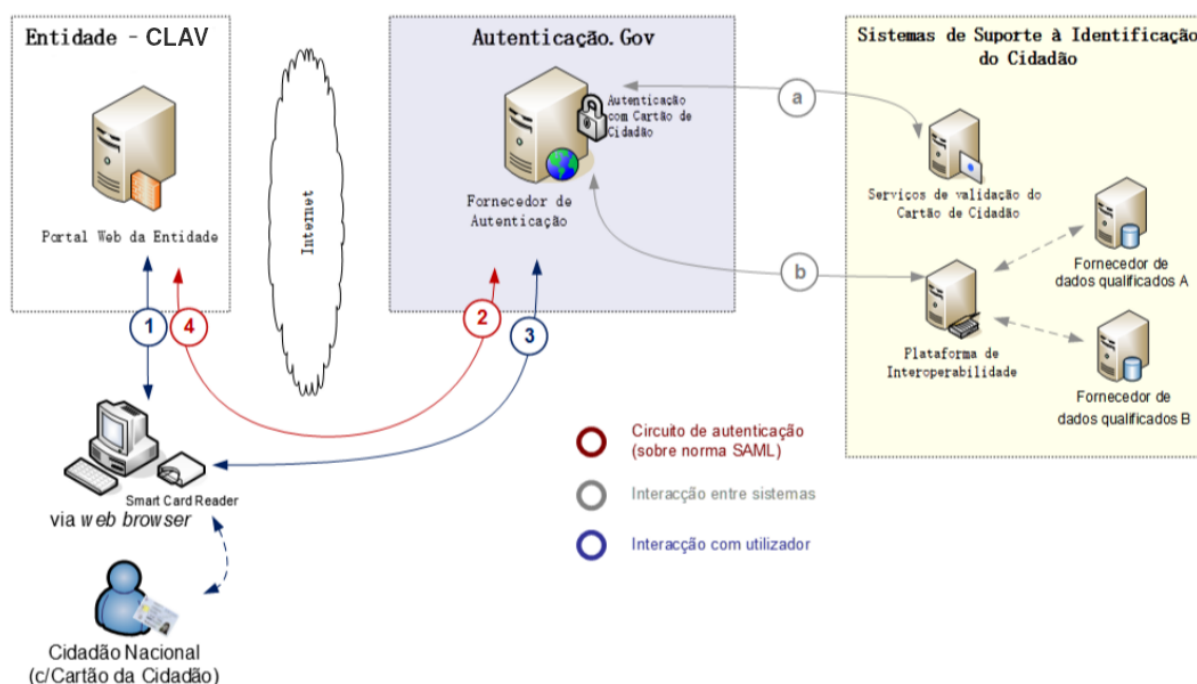 Entidade - CLAV
Portal Web da Entidade
1
4
Internet
Autenticação.Gov
Autenticação
com Cartão de
Cidadão
Fornecedor de
Autenticação
2
3
a
b
Sistemas de Suporte à Identificação
do Cidadão
Serviços de validação do
Cartão de Cidadão
Fornecedor de
dados qualificados A
Plataforma de
Interoperabilidade
Fornecedor de
dados qualificados B
Smart Card Reader
via web browser
Cidadão Nacional
(c/Cartão da Cidadão)
Circuito de autenticação
(sobre norma SAML)
Interacção entre sistemas
Interacção com utilizador